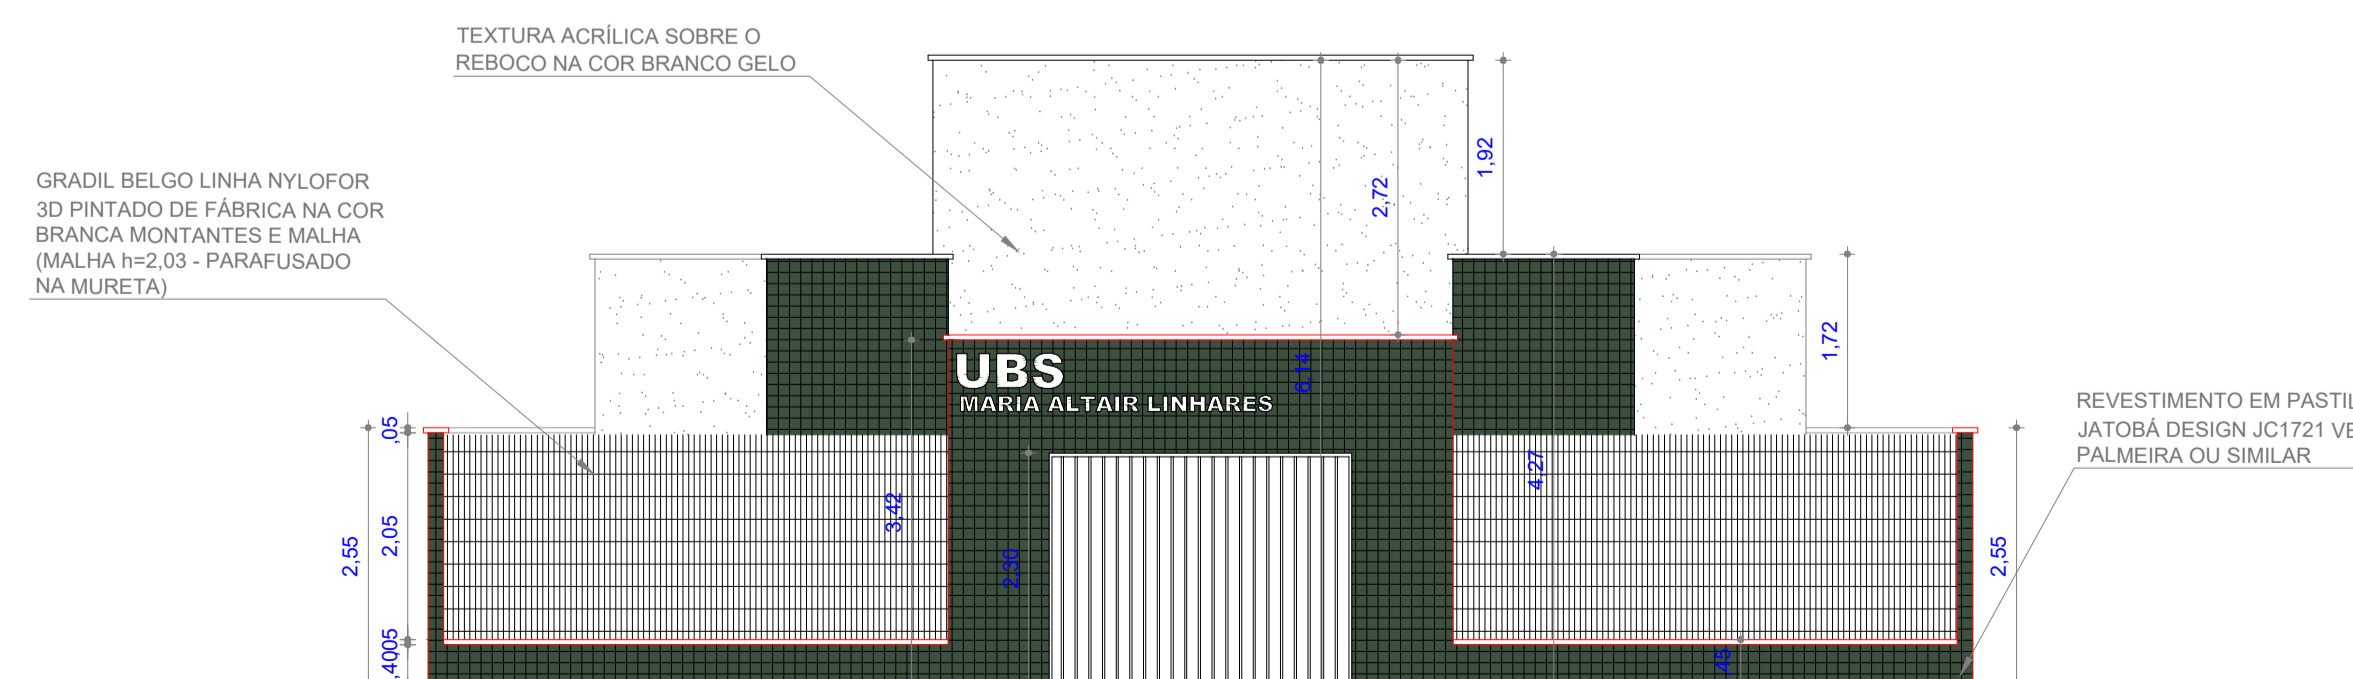 TEXTURA ACRÍLICA SOBRE O
REBOCO NA COR BRANCO GELO
GRADIL BELGO LINHA NYLOFOR
3D PINTADO DE FÁBRICA NA COR
BRANCA MONTANTES E MALHA
(MALHA h=2,03 - PARAFUSADO
NA MURETA)
1,92
2,72
1,72
6,14
UBS
MARIA ALTAIR LINHARES
REVESTIMENTO EM PASTIL
JATOBÁ DESIGN JC1721 VE
PALMEIRA OU SIMILAR
,05
2,05
2,55
3,42
2,30
4,27
2,55
,4005
,45